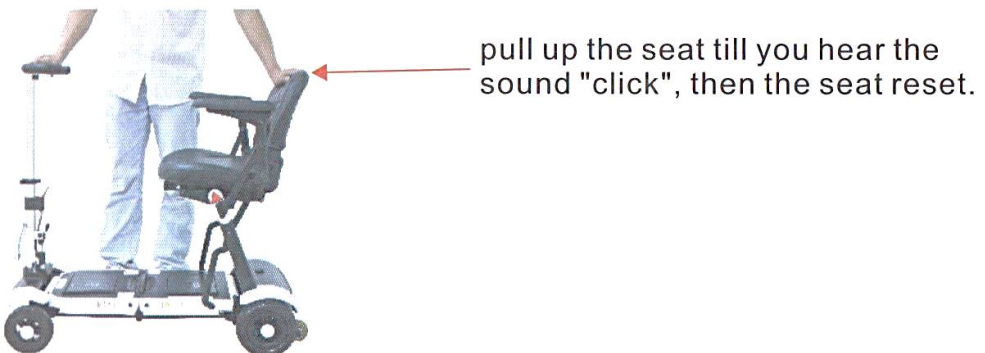 pull up the seat till you hear the
sound "click", then the seat reset.